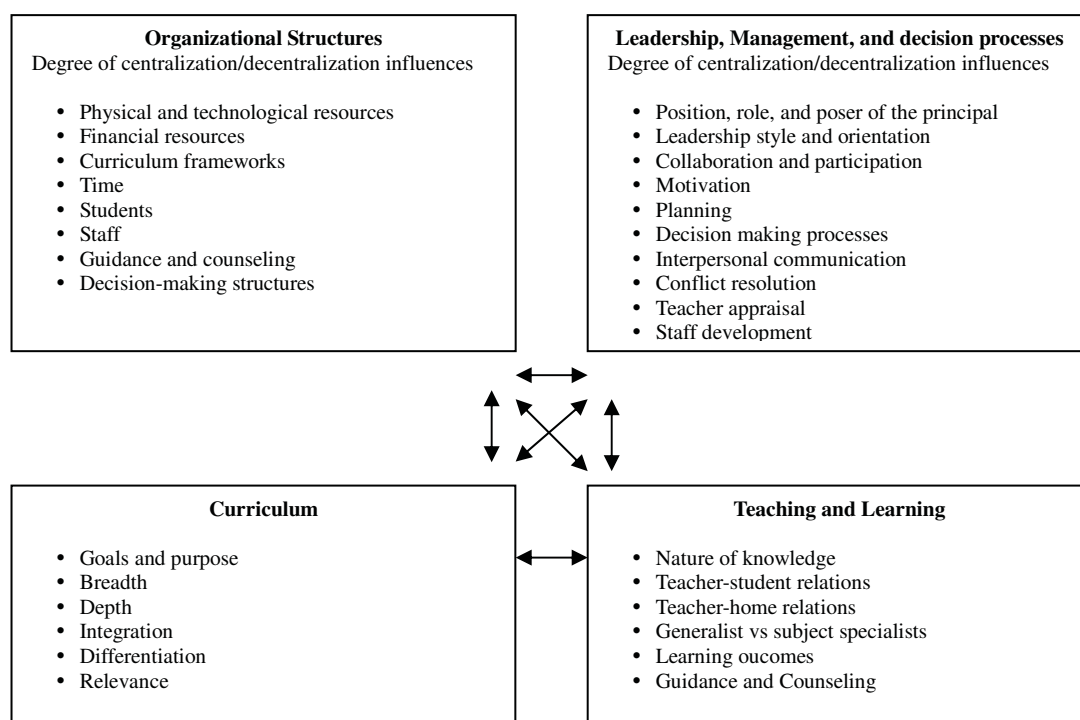 Organizational Structures
Degree of centralization/decentralization influences
• Physical and technological resources
• Financial resources
• Curriculum frameworks
• Time
• Students
• Staff
• Guidance and counseling
• Decision-making structures
Leadership, Management, and decision processes
Degree of centralization/decentralization influences
• Position, role, and poser of the principal
• Leadership style and orientation
• Collaboration and participation
• Motivation
• Planning
• Decision making processes
• Interpersonal communication
• Conflict resolution
• Teacher appraisal
• Staff development
Curriculum
• Goals and purpose
• Breadth
• Depth
• Integration
• Differentiation
• Relevance
Teaching and Learning
• Nature of knowledge
• Teacher-student relations
• Teacher-home relations
• Generalist vs subject specialists
• Learning oucomes
• Guidance and Counseling